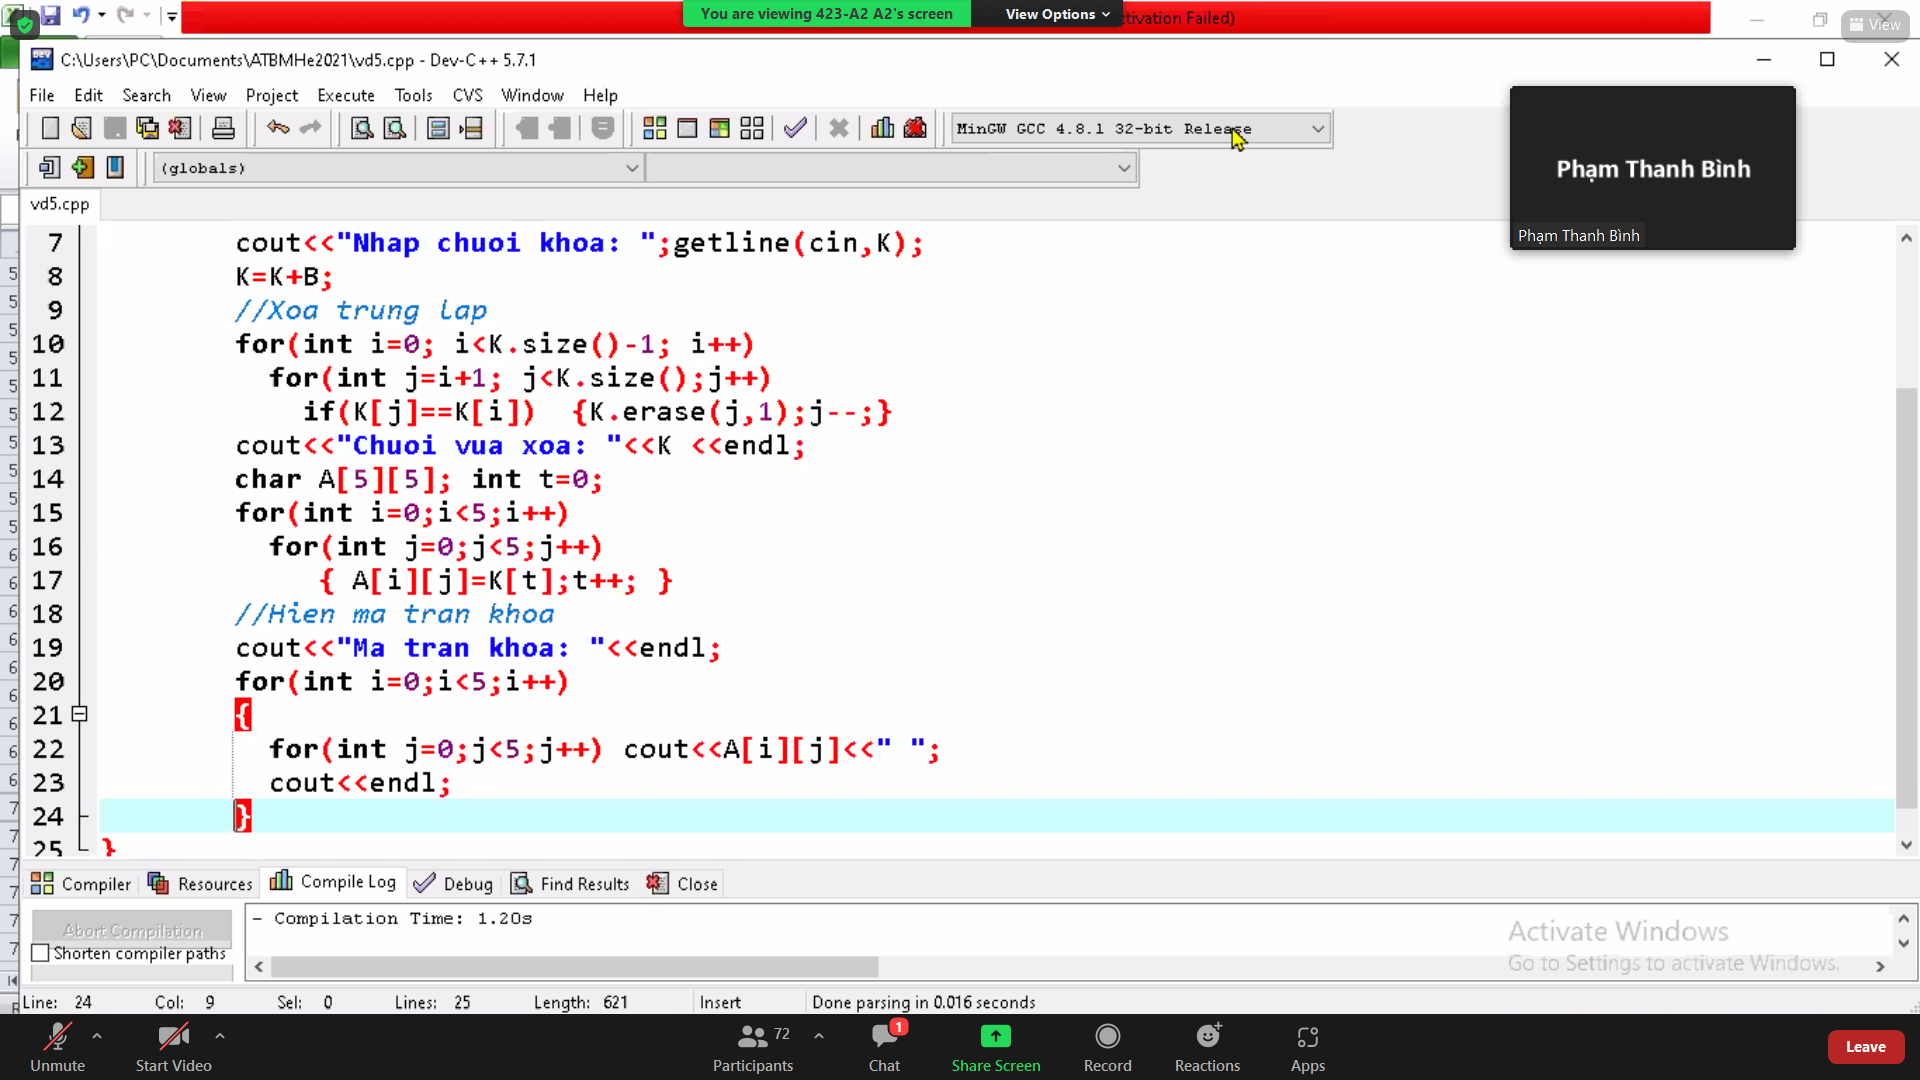 You are viewing 423-A2 A2's screen
View Options
ctivation Failed)
View
C:\Users\PC\Documents\ATBMHe2021\vd5.cpp - Dev-C++ 5.7.1
File Edit Search View Project Execute Tools CVS Window Help
MinGW GCC 4.8.1 32-bit Release
(globals)
Phạm Thanh Bình
Phạm Thanh Bình
vd5.cpp
7 cout<<"Nhap chuoi khoa: ";getline(cin,K);
8 K=K+B;
9 //Xoa trung lap
10 for(int i=0; i<K.size()-1; i++)
11 for(int j=i+1; j<K.size();j++)
12 if(K[j]==K[i]) {K.erase(j,1);j--;}
13 cout<<"Chuoi vua xoa: "<<K <<endl;
14 char A[5][5]; int t=0;
15 for(int i=0;i<5;i++)
16 for(int j=0;j<5;j++)
17 { A[i][j]=K[t];t++; }
18 //Hien ma tran khoa
19 cout<<"Ma tran khoa: "<<endl;
20 for(int i=0;i<5;i++)
21 {
22 for(int j=0;j<5;j++) cout<<A[i][j]<<" ";
23 cout<<endl;
24 }
25 }
Compiler Resources Compile Log Debug Find Results Close
Abort Compilation
Shorten compiler paths
- Compilation Time: 1.20s
Activate Windows
Go to Settings to activate Windows.
Line: 24 Col: 9 Sel: 0 Lines: 25 Length: 621 Insert Done parsing in 0.016 seconds
72
1
Unmute Start Video Participants Chat Share Screen Record Reactions Apps Leave